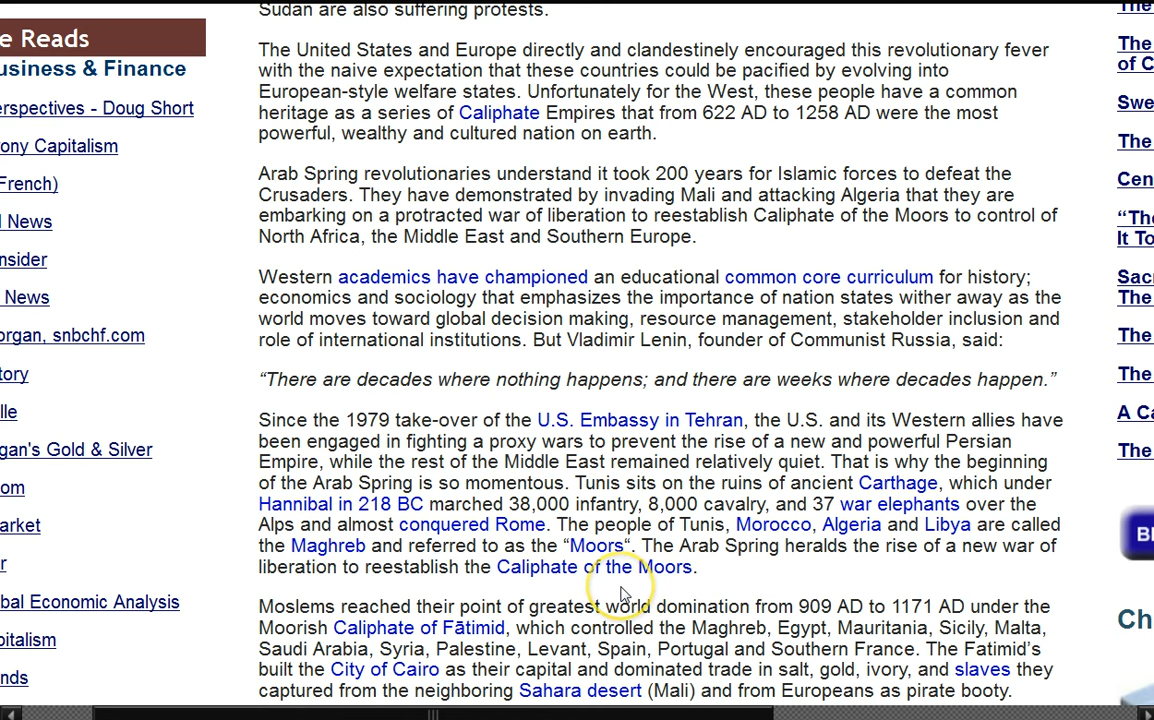 Sudan are also suffering protests.
The United States and Europe directly and clandestinely encouraged this revolutionary fever
with the naive expectation that these countries could be pacified by evolving into
European-style welfare states. Unfortunately for the West, these people have a common
heritage as a series of Caliphate Empires that from 622 AD to 1258 AD were the most
powerful, wealthy and cultured nation on earth.
Arab Spring revolutionaries understand it took 200 years for Islamic forces to defeat the
Crusaders. They have demonstrated by invading Mali and attacking Algeria that they are
embarking on a protracted war of liberation to reestablish Caliphate of the Moors to control of
North Africa, the Middle East and Southern Europe.
Western academics have championed an educational common core curriculum for history;
economics and sociology that emphasizes the importance of nation states wither away as the
world moves toward global decision making, resource management, stakeholder inclusion and
role of international institutions. But Vladimir Lenin, founder of Communist Russia, said:
“There are decades where nothing happens; and there are weeks where decades happen.”
Since the 1979 take-over of the U.S. Embassy in Tehran, the U.S. and its Western allies have
been engaged in fighting a proxy wars to prevent the rise of a new and powerful Persian
Empire, while the rest of the Middle East remained relatively quiet. That is why the beginning
of the Arab Spring is so momentous. Tunis sits on the ruins of ancient Carthage, which under
Hannibal in 218 BC marched 38,000 infantry, 8,000 cavalry, and 37 war elephants over the
Alps and almost conquered Rome. The people of Tunis, Morocco, Algeria and Libya are called
the Maghreb and referred to as the “Moors“. The Arab Spring heralds the rise of a new war of
liberation to reestablish the Caliphate of the Moors.
Moslems reached their point of greatest world domination from 909 AD to 1171 AD under the
Moorish Caliphate of Fātimid, which controlled the Maghreb, Egypt, Mauritania, Sicily, Malta,
Saudi Arabia, Syria, Palestine, Levant, Spain, Portugal and Southern France. The Fatimid’s
built the City of Cairo as their capital and dominated trade in salt, gold, ivory, and slaves they
captured from the neighboring Sahara desert (Mali) and from Europeans as pirate booty.
e Reads
usiness & Finance
erspectives - Doug Short
rony Capitalism
French)
l News
nsider
News
organ, snbchf.com
tory
lle
gan's Gold & Silver
om
arket
r
bal Economic Analysis
pitalism
nds
The
The
of C
Swe
The
Cen
“The
It To
Sac
The
The
The
A Ca
The
Ch